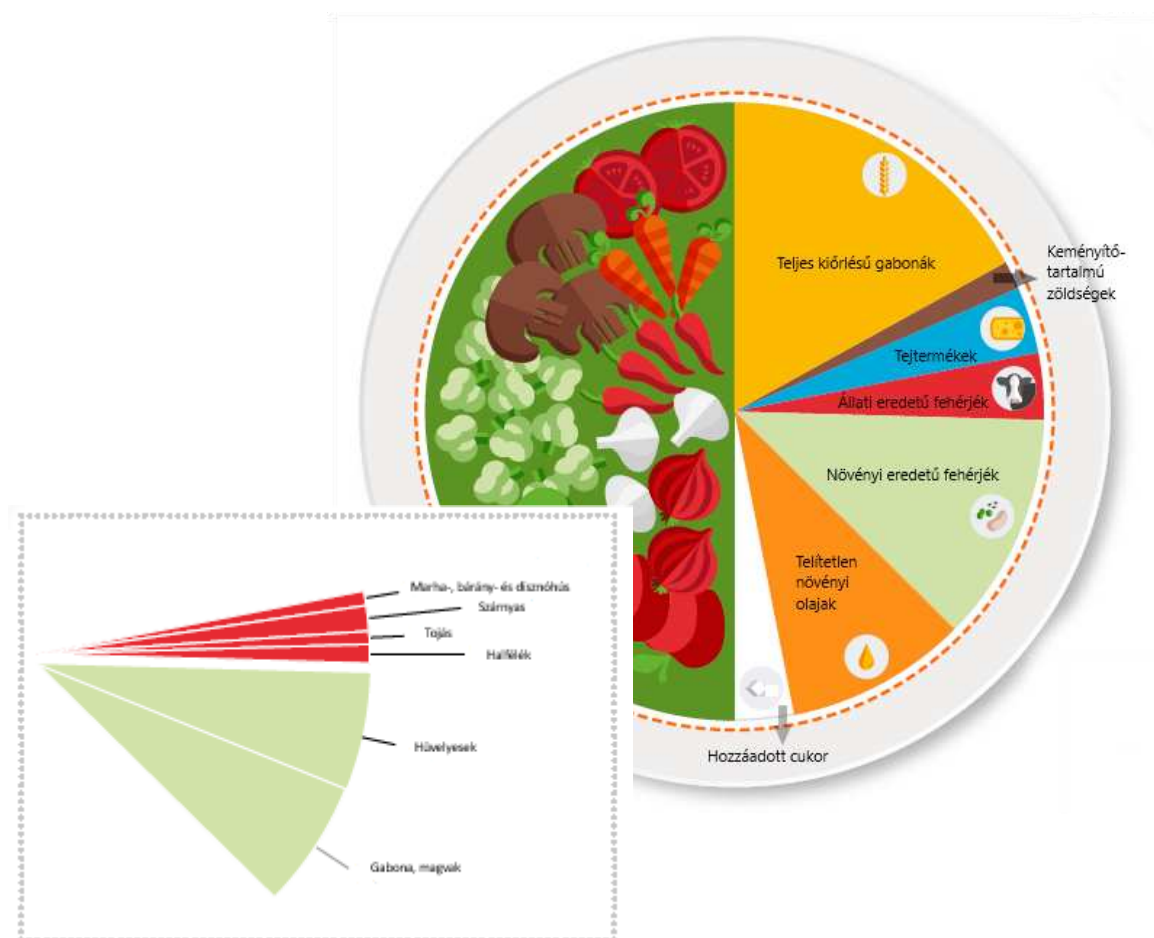 Teljes kiőrlésű gabonák
Keményítő-
tartalmú
zöldségek
Tejtermékek
Állati eredetű fehérjék
Növényi eredetű fehérjék
Telítetlen
növényi
olajak
Hozzáadott cukor
Marha-, bárány- és disznóhús
Szárnyas
Tojás
Halfélék
Hüvelyesek
Gabona, magvak